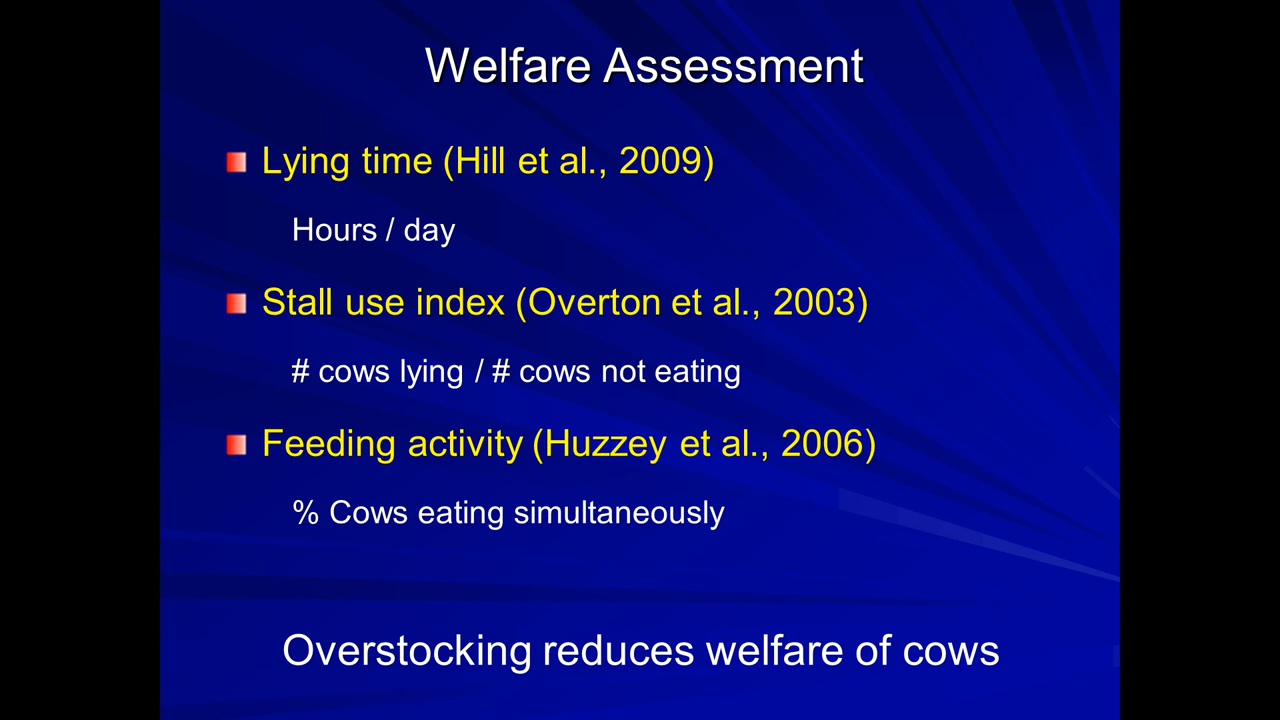 Welfare Assessment
Lying time (Hill et al., 2009)
Hours / day
Stall use index (Overton et al., 2003)
# cows lying / # cows not eating
Feeding activity (Huzzey et al., 2006)
% Cows eating simultaneously
Overstocking reduces welfare of cows